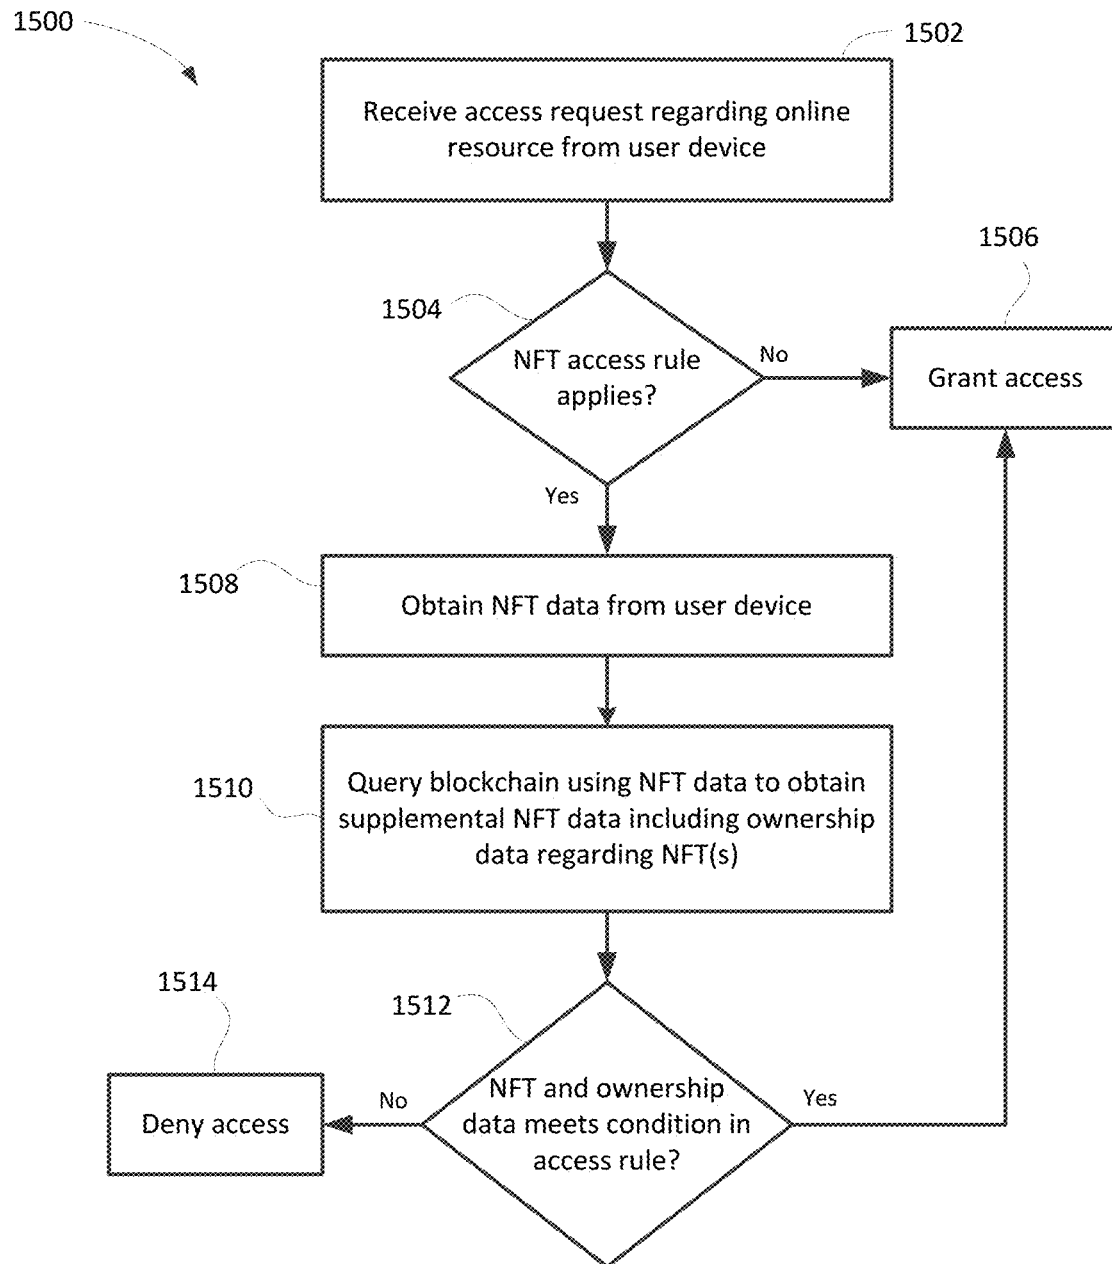 1500
1502
Receive access request regarding online
resource from user device
1506
1504
NFT access rule
applies?
No
Grant access
Yes
1508
Obtain NFT data from user device
1510
Query blockchain using NFT data to obtain
supplemental NFT data including ownership
data regarding NFT(s)
1514
1512
Deny access
No
NFT and ownership
data meets condition in
access rule?
Yes